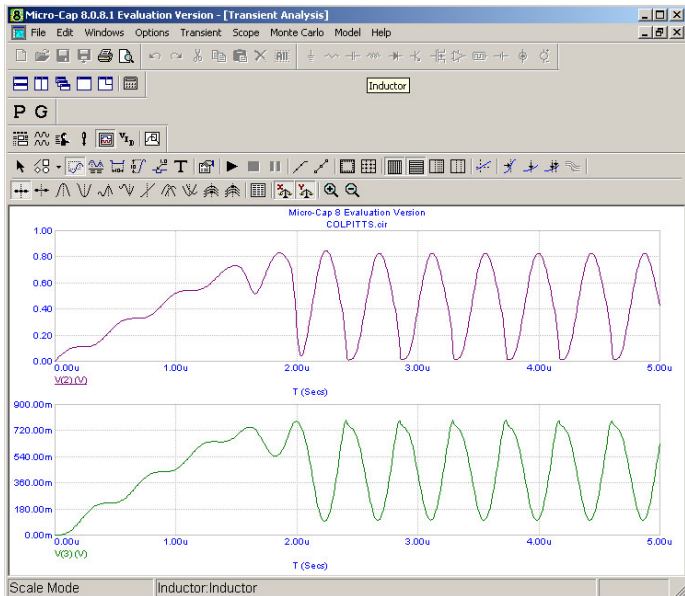 Micro-Cap 8.0.8.1 Evaluation Version - [Transient Analysis]
File Edit Windows Options Transient Scope Monte Carlo Model Help
Inductor
P G
T
Micro-Cap 8 Evaluation Version
COLPITTS.cir
1.00
0.80
0.60
0.40
0.20
0.00
0.00u 1.00u 2.00u 3.00u 4.00u 5.00u
V(2) (V)
T (Secs)
900.00m
720.00m
540.00m
360.00m
180.00m
0.00m
0.00u 1.00u 2.00u 3.00u 4.00u 5.00u
V(3) (V)
T (Secs)
Scale Mode Inductor:Inductor